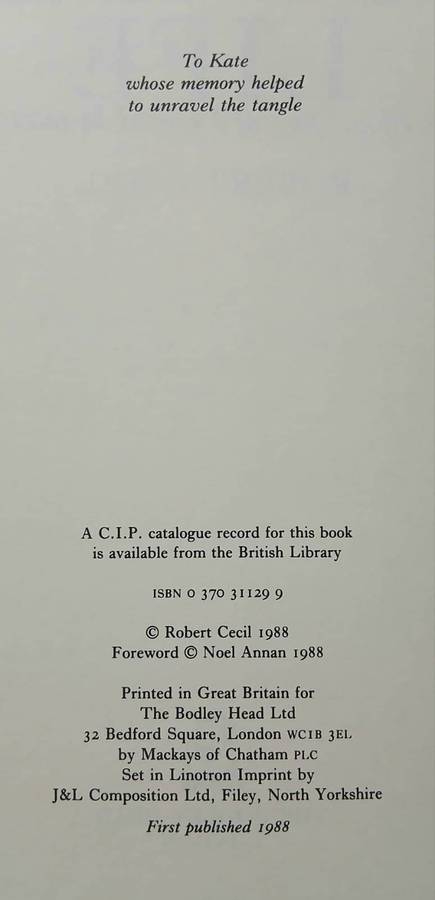 To Kate
whose memory helped
to unravel the tangle
A C.I.P. catalogue record for this book
is available from the British Library
ISBN 0 370 31129 9
© Robert Cecil 1988
Foreword © Noel Annan 1988
Printed in Great Britain for
The Bodley Head Ltd
32 Bedford Square, London WC1B 3EL
by Mackays of Chatham PLC
Set in Linotron Imprint by
J&L Composition Ltd, Filey, North Yorkshire
First published 1988